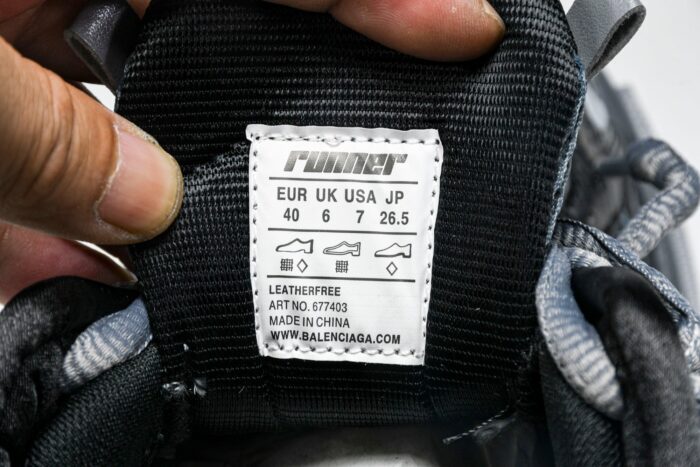 runner
EUR UK USA JP
40 6 7 26.5
LEATHERFREE
ART NO. 677403
MADE IN CHINA
WWW.BALENCIAGA.COM